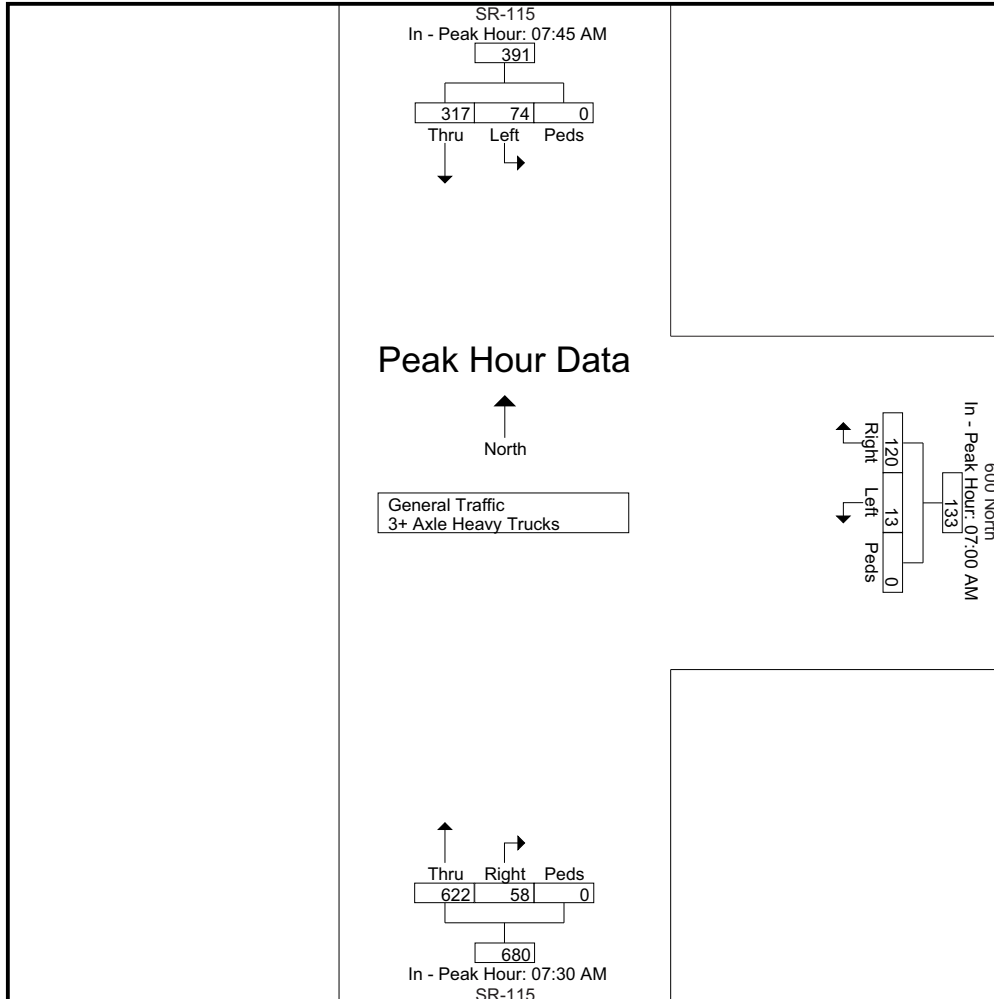 SR-115
In - Peak Hour: 07:45 AM
391
317 74 0
Thru Left Peds
Peak Hour Data
North
General Traffic
3+ Axle Heavy Trucks
600 North
In - Peak Hour: 07:00 AM
133
120 13 0
Right Left Peds
Thru Right Peds
622 58 0
680
In - Peak Hour: 07:30 AM
SR-115